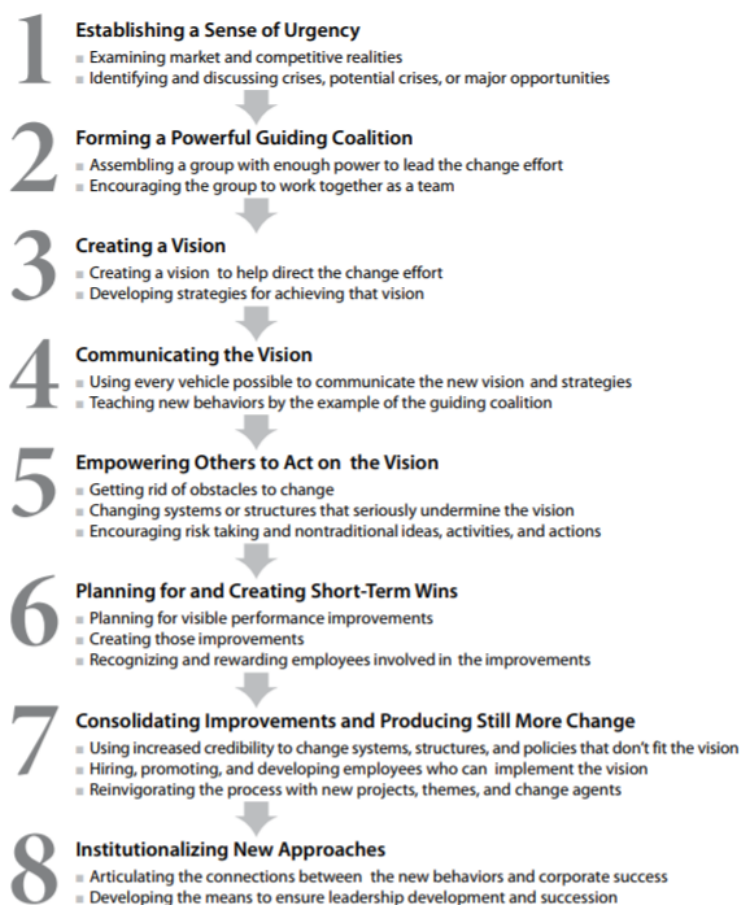 1
Establishing a Sense of Urgency
▪ Examining market and competitive realities
▪ Identifying and discussing crises, potential crises, or major opportunities
2
Forming a Powerful Guiding Coalition
▪ Assembling a group with enough power to lead the change effort
▪ Encouraging the group to work together as a team
3
Creating a Vision
▪ Creating a vision to help direct the change effort
▪ Developing strategies for achieving that vision
4
Communicating the Vision
▪ Using every vehicle possible to communicate the new vision and strategies
▪ Teaching new behaviors by the example of the guiding coalition
5
Empowering Others to Act on the Vision
▪ Getting rid of obstacles to change
▪ Changing systems or structures that seriously undermine the vision
▪ Encouraging risk taking and nontraditional ideas, activities, and actions
6
Planning for and Creating Short-Term Wins
▪ Planning for visible performance improvements
▪ Creating those improvements
▪ Recognizing and rewarding employees involved in the improvements
7
Consolidating Improvements and Producing Still More Change
▪ Using increased credibility to change systems, structures, and policies that don't fit the vision
▪ Hiring, promoting, and developing employees who can implement the vision
▪ Reinvigorating the process with new projects, themes, and change agents
8
Institutionalizing New Approaches
▪ Articulating the connections between the new behaviors and corporate success
▪ Developing the means to ensure leadership development and succession